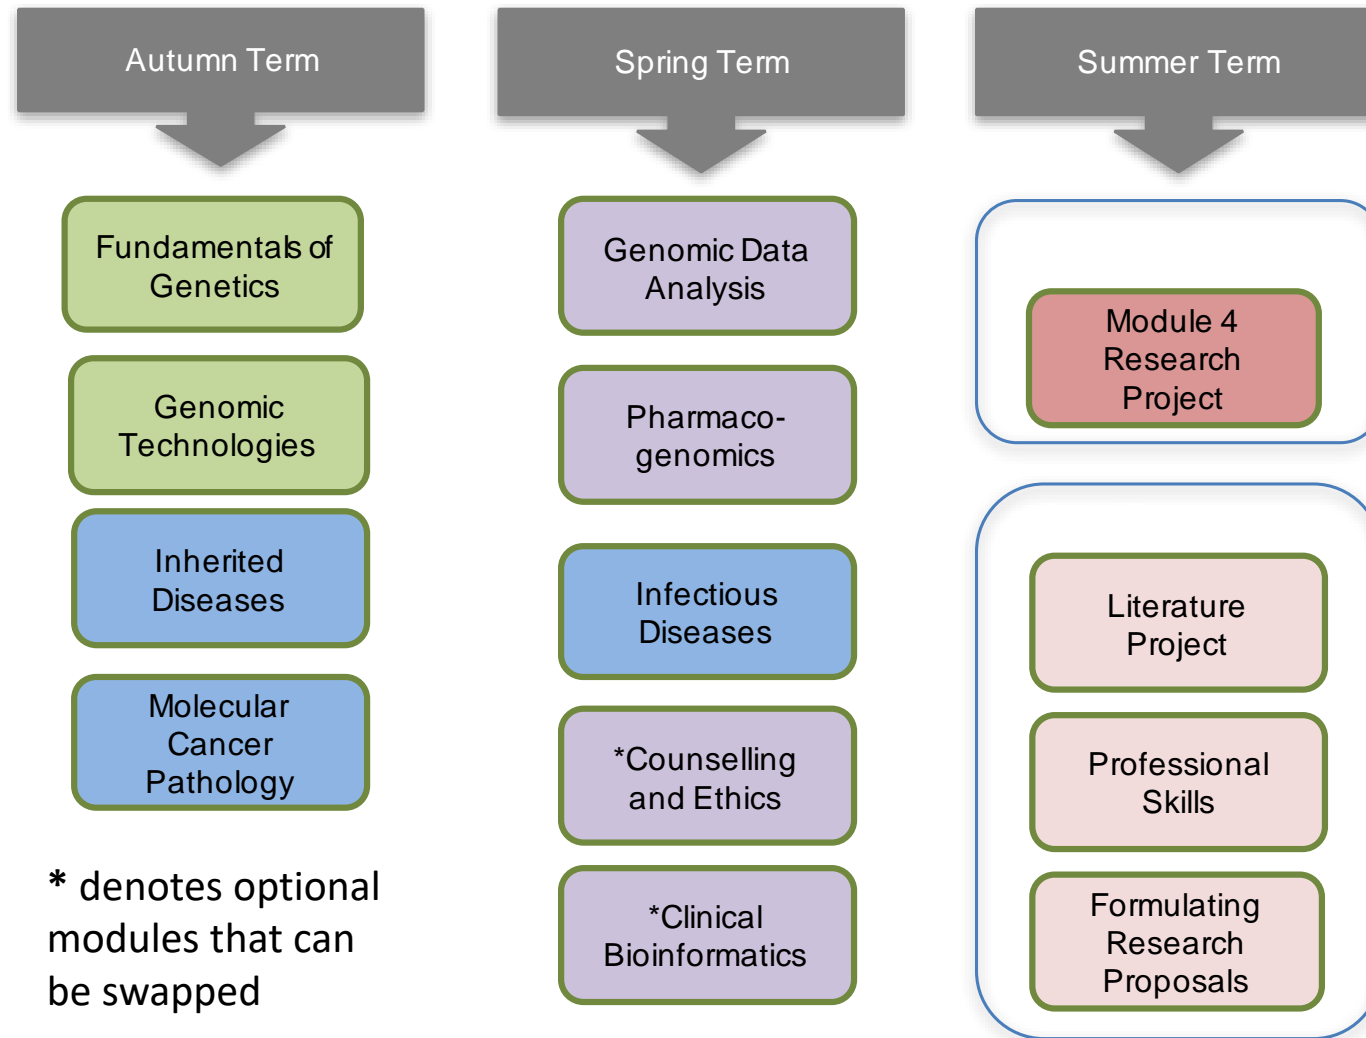 Autumn Term
Fundamentals of
Genetics
Genomic
Technologies
Inherited
Diseases
Molecular
Cancer
Pathology
* denotes optional
modules that can
be swapped
Spring Term
Genomic Data
Analysis
Pharmaco-
genomics
Infectious
Diseases
*Counselling
and Ethics
*Clinical
Bioinformatics
Summer Term
Module 4
Research
Project
Literature
Project
Professional
Skills
Formulating
Research
Proposals